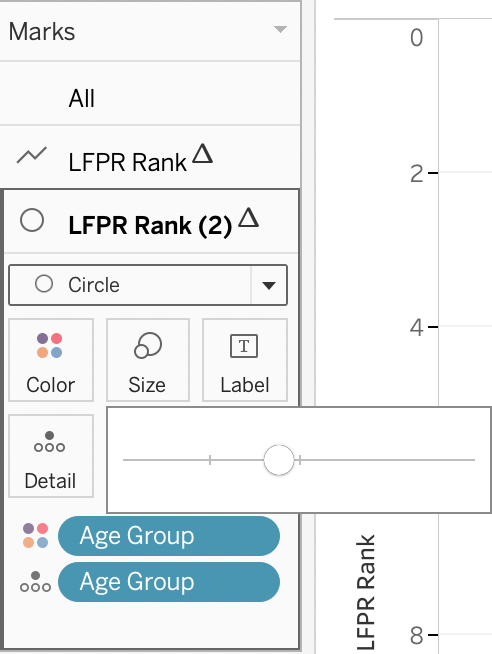 Marks
All
LFPR Rank Δ
LFPR Rank (2) Δ
Circle
Color
Size
T
Label
Detail
Age Group
Age Group
0
2
4
8
LFPR Rank